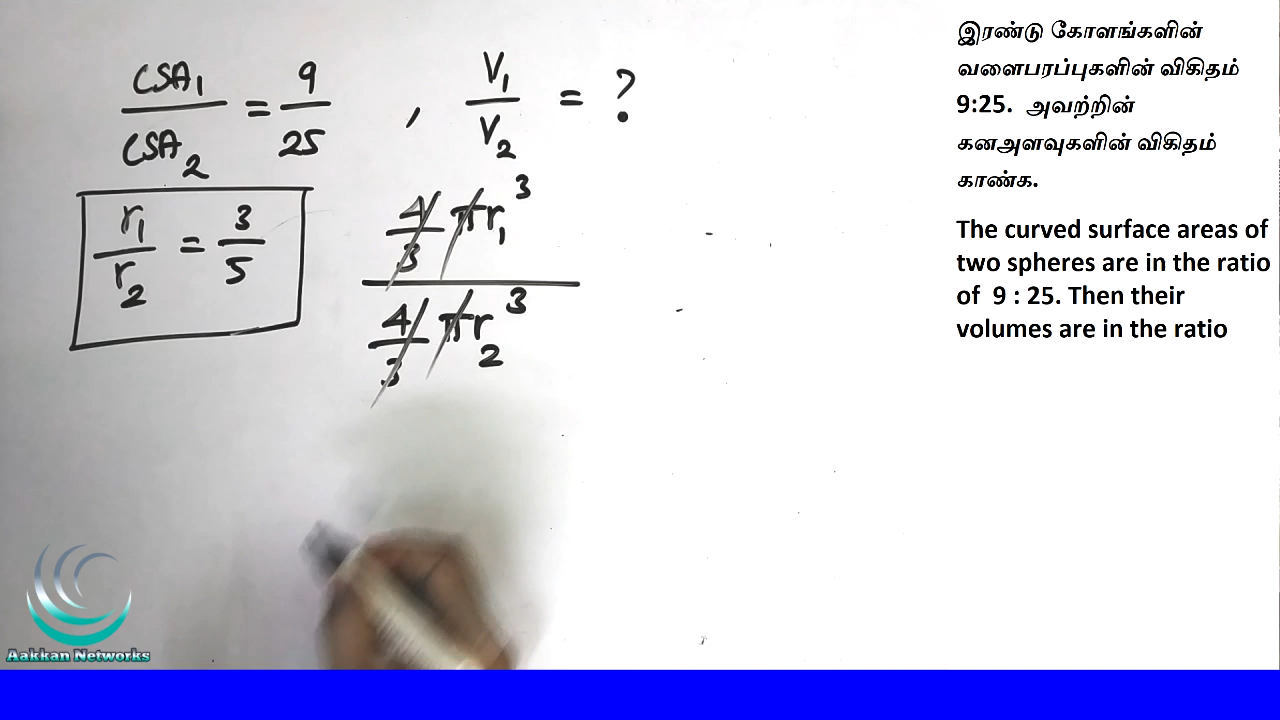 CSA1 / CSA2 = 9 / 25 , V1 / V2 = ?
r1 / r2 = 3 / 5
4/3 πr1³
4/3 πr2³
இரண்டு கோளங்களின்
வளைபரப்புகளின் விகிதம்
9:25. அவற்றின்
கனஅளவுகளின் விகிதம்
காண்க.
The curved surface areas of
two spheres are in the ratio
of 9 : 25. Then their
volumes are in the ratio
Aakkan Networks